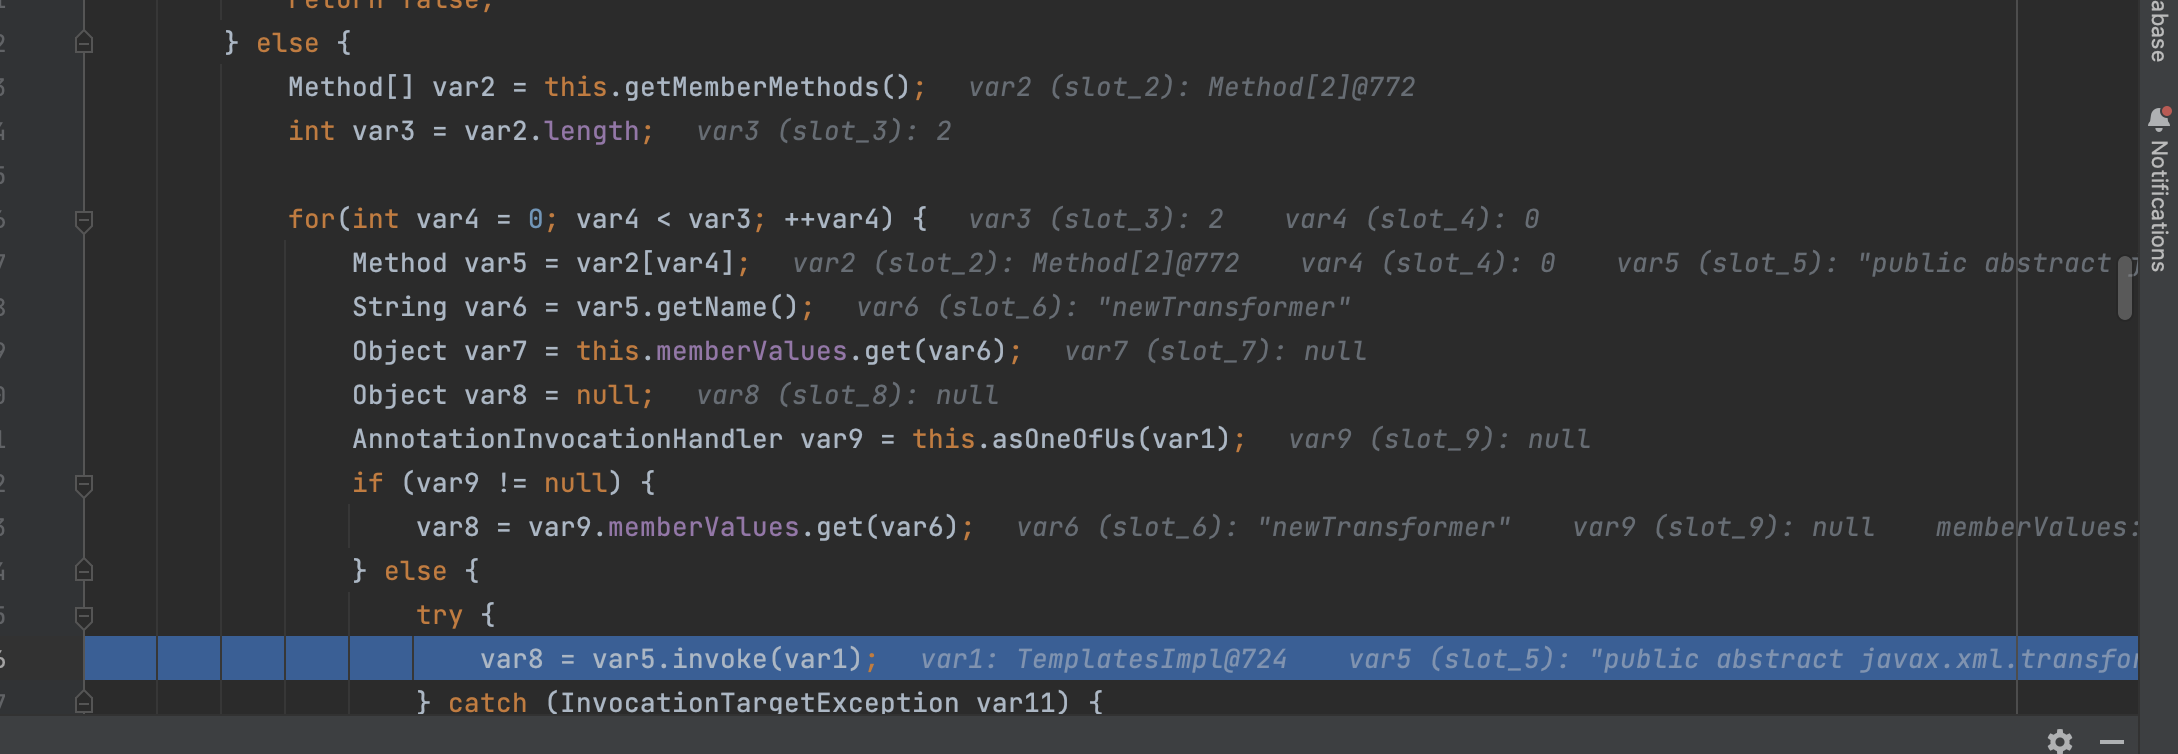 return false;
} else {
Method[] var2 = this.getMemberMethods(); var2 (slot_2): Method[2]@772
int var3 = var2.length; var3 (slot_3): 2
for(int var4 = 0; var4 < var3; ++var4) { var3 (slot_3): 2 var4 (slot_4): 0
Method var5 = var2[var4]; var2 (slot_2): Method[2]@772 var4 (slot_4): 0 var5 (slot_5): "public abstract j
String var6 = var5.getName(); var6 (slot_6): "newTransformer"
Object var7 = this.memberValues.get(var6); var7 (slot_7): null
Object var8 = null; var8 (slot_8): null
AnnotationInvocationHandler var9 = this.asOneOfUs(var1); var9 (slot_9): null
if (var9 != null) {
var8 = var9.memberValues.get(var6); var6 (slot_6): "newTransformer" var9 (slot_9): null memberValues:
} else {
try {
var8 = var5.invoke(var1); var1: TemplatesImpl@724 var5 (slot_5): "public abstract javax.xml.transfor
} catch (InvocationTargetException var11) {
abase
Notifications